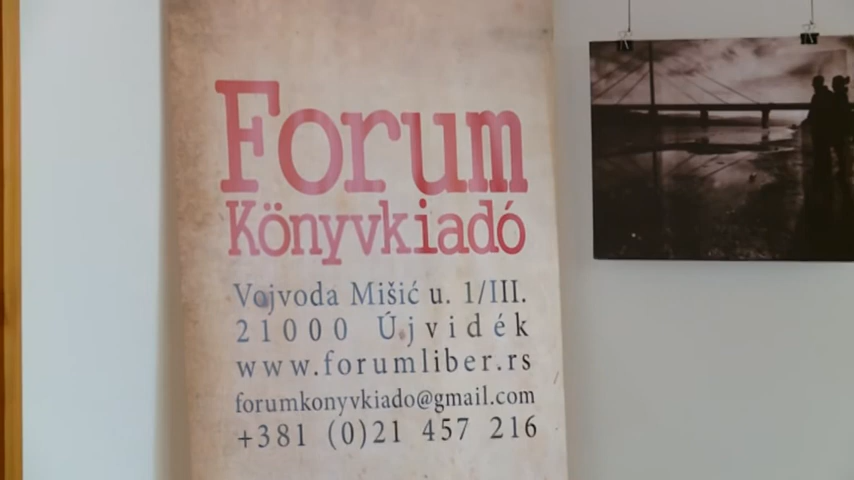 Forum
Könyvkiadó
Vojvoda Mišić u. 1/III.
21000 Újvidék
www.forumliber.rs
forumkonyvkiado@gmail.com
+381 (0)21 457 216